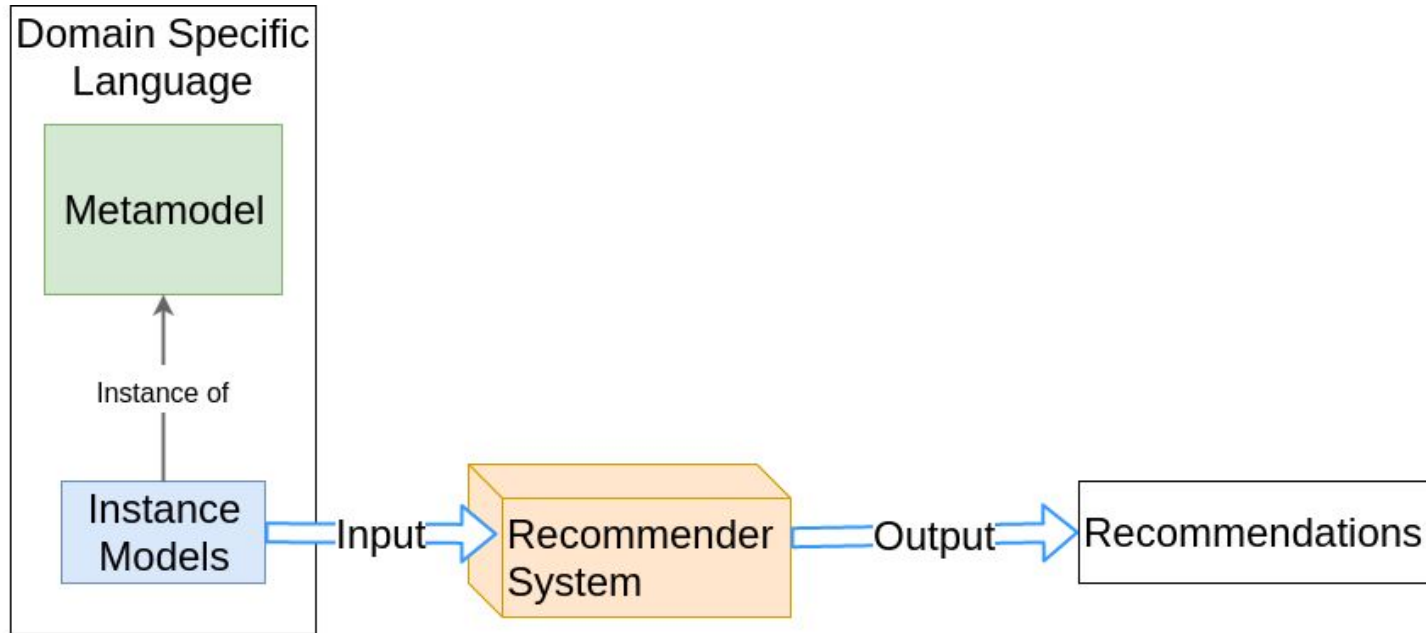 Domain Specific
Language
Metamodel
Instance of
Instance
Models
Input
Recommender
System
Output
Recommendations